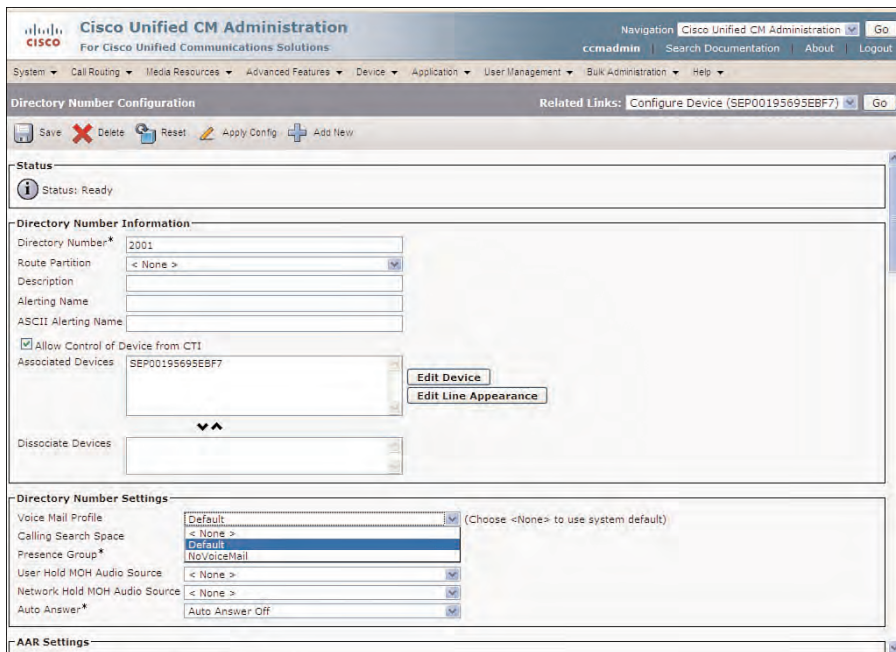 CISCO
Cisco Unified CM Administration
For Cisco Unified Communications Solutions
Navigation Cisco Unified CM Administration Go
ccmadmin | Search Documentation | About | Logout
System Call Routing Media Resources Advanced Features Device Application User Management Bulk Administration Help
Directory Number Configuration
Related Links: Configure Device (SEP00195695EBF7) Go
Save Delete Reset Apply Config Add New
Status
i Status: Ready
Directory Number Information
Directory Number* 2001
Route Partition < None >
Description
Alerting Name
ASCII Alerting Name
Allow Control of Device from CTI
Associated Devices SEP00195695EBF7
Edit Device
Edit Line Appearance
Dissociate Devices
Directory Number Settings
Voice Mail Profile Default (Choose <None> to use system default)
Calling Search Space < None >
Default
Presence Group* NoVoiceMail
User Hold MOH Audio Source < None >
Network Hold MOH Audio Source < None >
Auto Answer* Auto Answer Off
AAR Settings